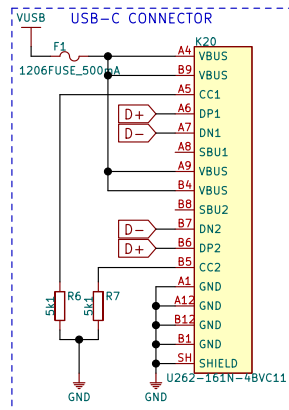 USB-C CONNECTOR
VUSB
F1
1206FUSE_500mA
K20
A4 VBUS
B9 VBUS
A5 CC1
D+ A6 DP1
D- A7 DN1
A8 SBU1
A9 VBUS
B4 VBUS
B8 SBU2
D- B7 DN2
D+ B6 DP2
B5 CC2
A1 GND
R6 R7 A12 GND
5k1 5k1
B12 GND
B1 GND
SH SHIELD
U262-161N-4BVC11
GND GND